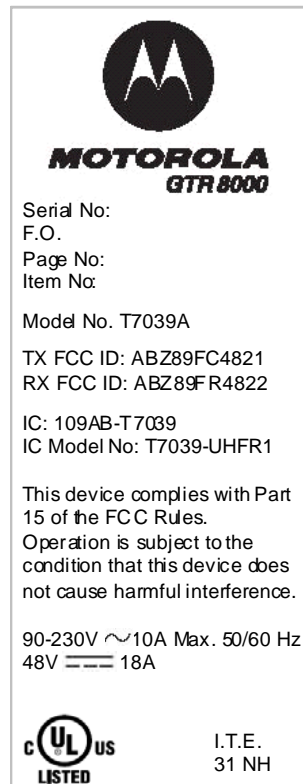 MOTOROLA
GTR 8000
Serial No:
F.O.
Page No:
Item No:
Model No. T7039A
TX FCC ID: ABZ89FC4821
RX FCC ID: ABZ89FR4822
IC: 109AB-T7039
IC Model No: T7039-UHFR1
This device complies with Part
15 of the FCC Rules.
Operation is subject to the
condition that this device does
not cause harmful interference.
90-230V ~ 10A Max. 50/60 Hz
48V ⎓ 18A
C UL US
LISTED
I.T.E.
31 NH